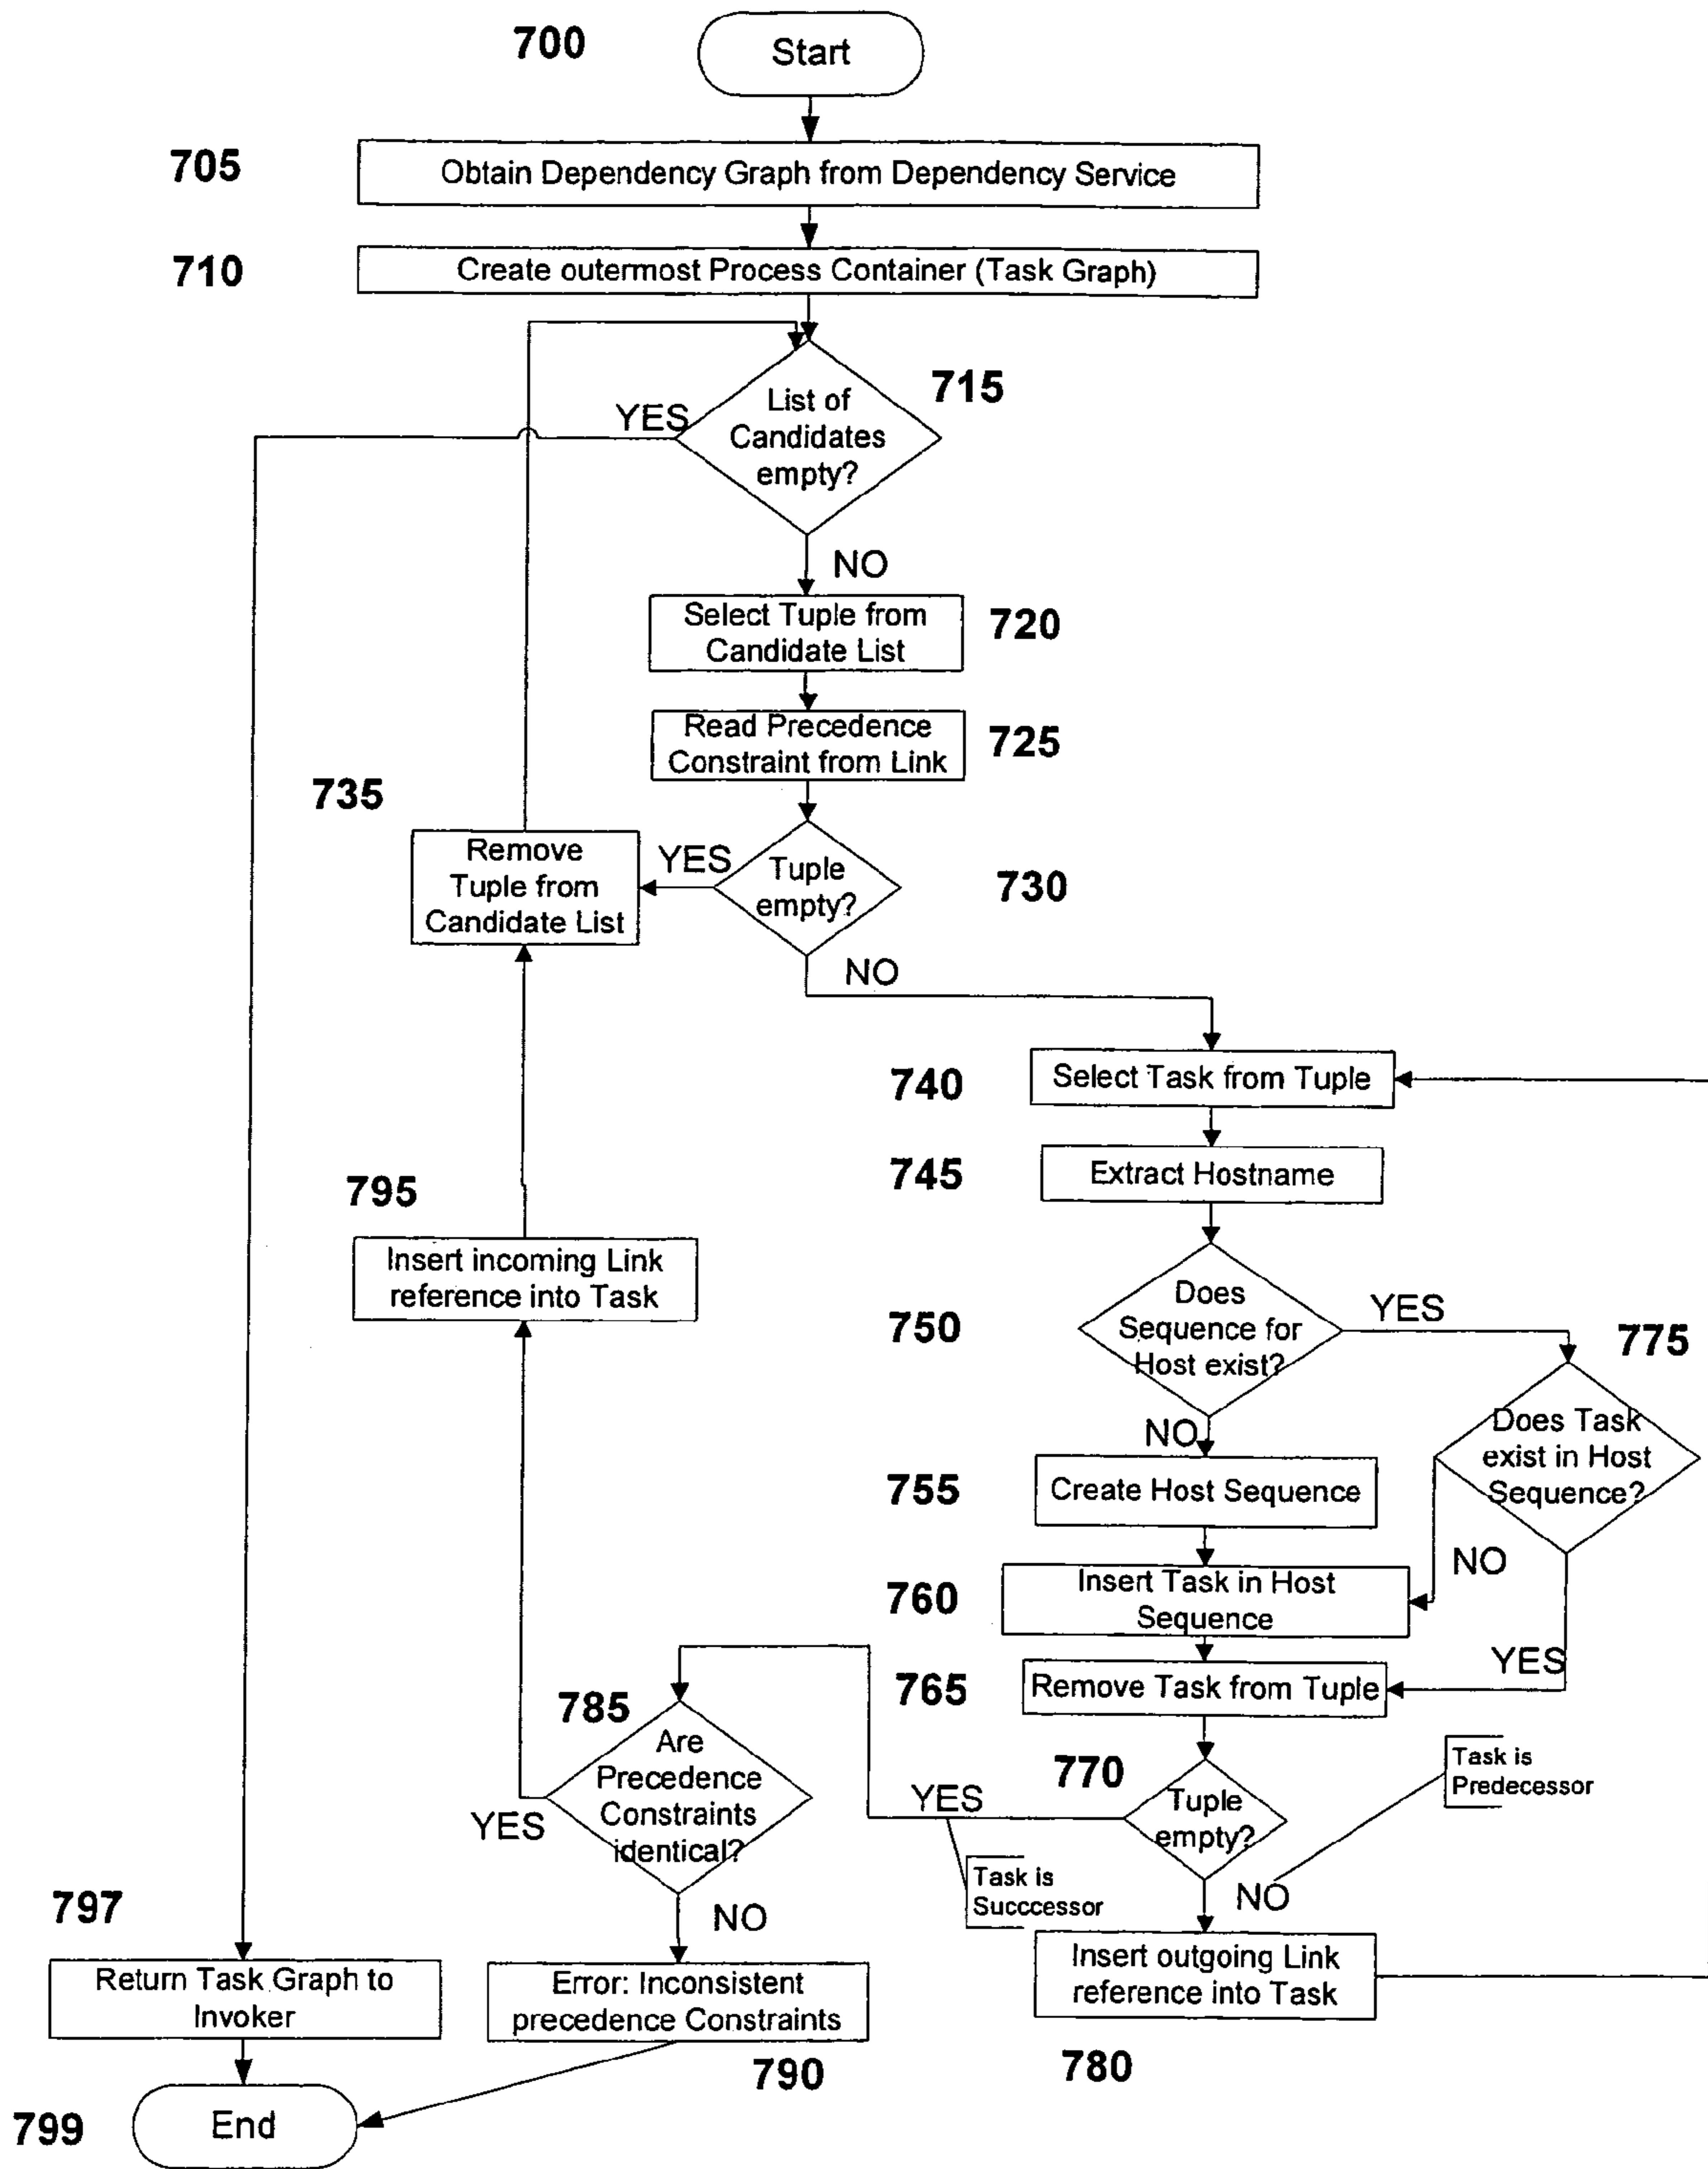 700
Start
705
Obtain Dependency Graph from Dependency Service
710
Create outermost Process Container (Task Graph)
715
List of
Candidates
empty?
YES
NO
Select Tuple from
Candidate List
720
Read Precedence
Constraint from Link
725
735
Remove
Tuple from
Candidate List
YES
Tuple
empty?
730
NO
740
Select Task from Tuple
745
Extract Hostname
795
Insert incoming Link
reference into Task
750
Does
Sequence for
Host exist?
YES
775
Does Task
exist in Host
Sequence?
NO
755
Create Host Sequence
NO
760
Insert Task in Host
Sequence
YES
765
Remove Task from Tuple
785
Are
Precedence
Constraints
identical?
YES
770
Tuple
empty?
YES
Task is
Predecessor
Task is
Succcessor
NO
797
NO
Return Task Graph to
Invoker
Error: Inconsistent
precedence Constraints
Insert outgoing Link
reference into Task
790
780
799
End